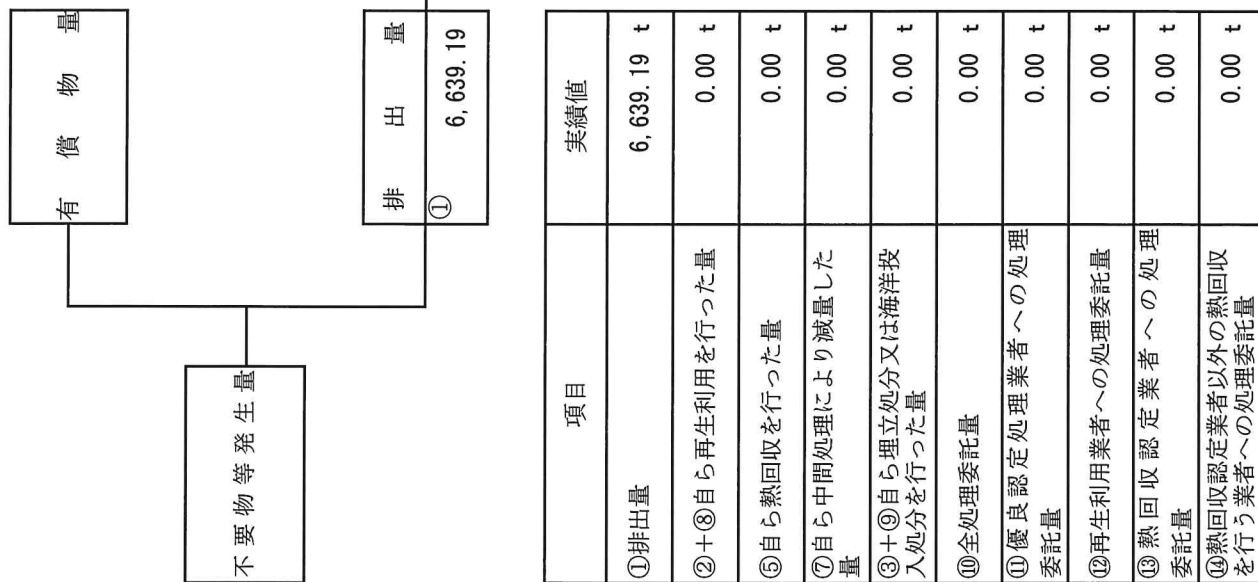 不要物等発生量
有償物量
排出量
① 6,639.19
項目 実績値
①排出量 6,639.19 t
②+⑧自ら再生利用を行った量 0.00 t
⑤自ら熱回収を行った量 0.00 t
⑦自ら中間処理により減量した
量 0.00 t
③+⑨自ら埋立処分又は海洋投
入処分を行った量 0.00 t
⑩全処理委託量 0.00 t
⑪優良認定処理業者への処理
委託量 0.00 t
⑫再生利用業者への処理委託量 0.00 t
⑬熱回収認定業者への処理
委託量 0.00 t
⑭熱回収認定業者以外の熱回収
を行う業者への処理委託量 0.00 t